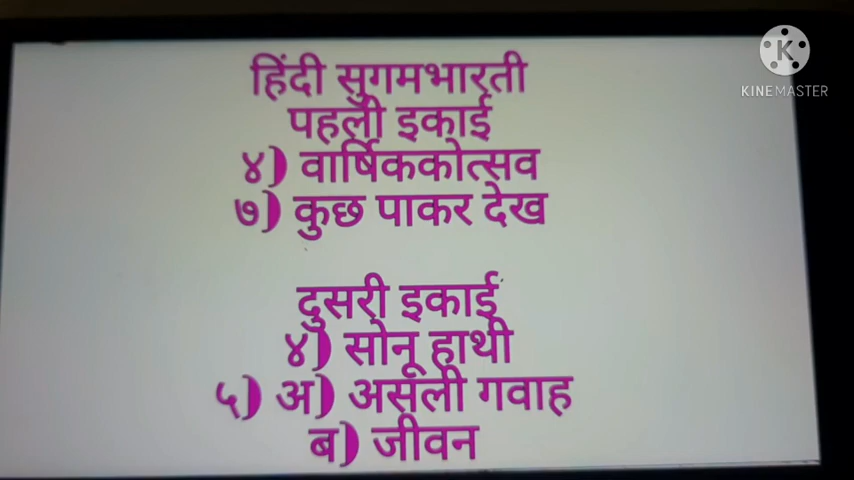 हिंदी सुगमभारती
पहली इकाई
४) वार्षिककोत्सव
७) कुछ पाकर देख
दुसरी इकाई
४) सोनू हाथी
५) अ) असली गवाह
ब) जीवन
KINEMASTER